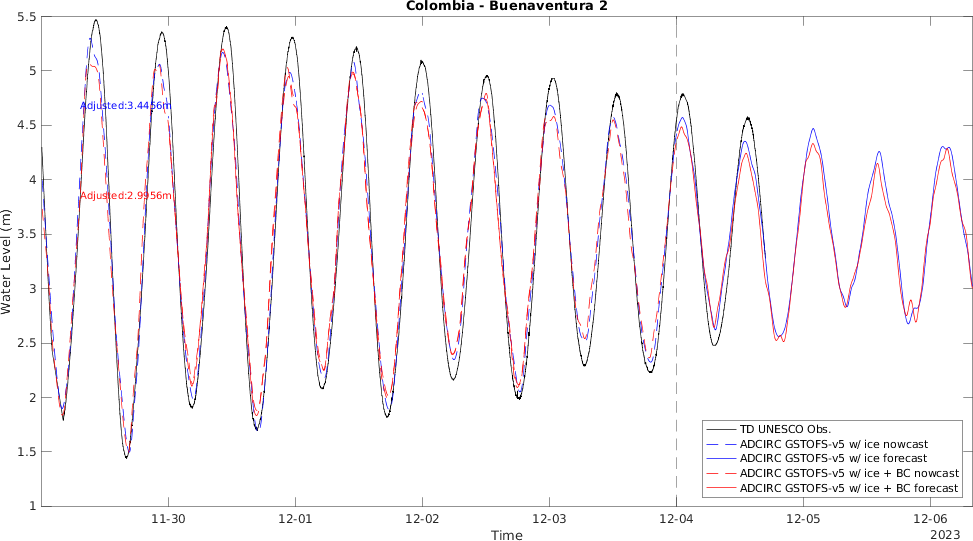 Colombia - Buenaventura 2
5.5
5
4.5
4
3.5
3
2.5
2
1.5
1
Water Level (m)
Adjusted:3.4456m
Adjusted:2.9956m
TD UNESCO Obs.
ADCIRC GSTOFS-v5 w/ ice nowcast
ADCIRC GSTOFS-v5 w/ ice forecast
ADCIRC GSTOFS-v5 w/ ice + BC nowcast
ADCIRC GSTOFS-v5 w/ ice + BC forecast
11-30 12-01 12-02 12-03 12-04 12-05 12-06
Time
2023